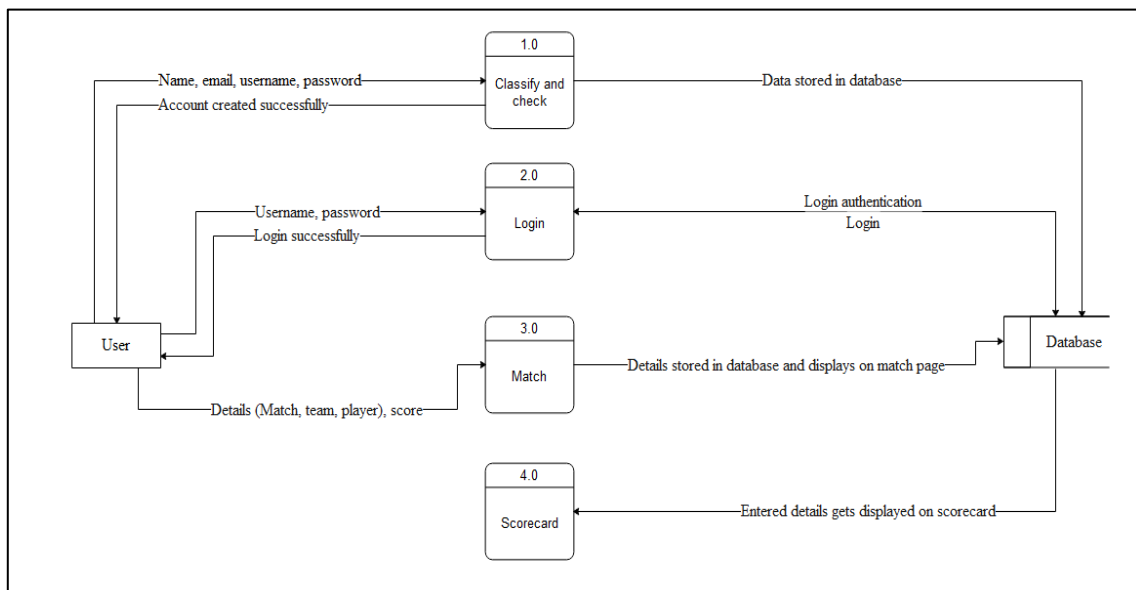 1.0
Classify and
check
Name, email, username, password
Account created successfully
Data stored in database
2.0
Login
Username, password
Login successfully
Login authentication
Login
User
3.0
Match
Details stored in database and displays on match page
Database
Details (Match, team, player), score
4.0
Scorecard
Entered details gets displayed on scorecard